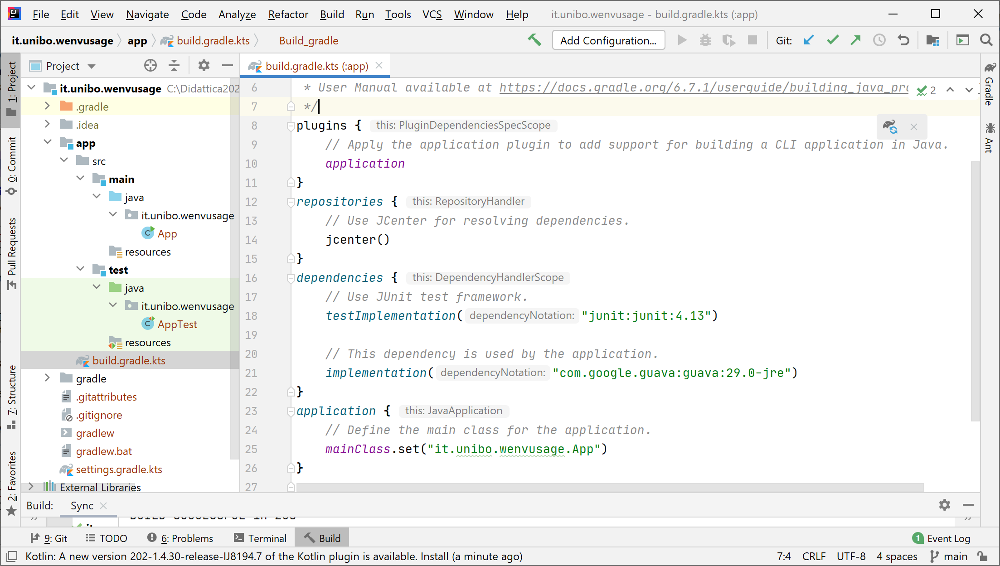 File Edit View Navigate Code Analyze Refactor Build Run Tools VCS Window Help it.unibo.wenvusage - build.gradle.kts (:app)
it.unibo.wenvusage app build.gradle.kts Build_gradle Add Configuration... Git:
Project
build.gradle.kts (:app)
1: Project
0: Commit
Pull Requests
7: Structure
2: Favorites
it.unibo.wenvusage C:\Didattica202
.gradle
.idea
app
src
main
java
it.unibo.wenvusage
App
resources
test
java
it.unibo.wenvusage
AppTest
resources
build.gradle.kts
gradle
.gitattributes
.gitignore
gradlew
gradlew.bat
settings.gradle.kts
External Libraries
6 * User Manual available at https://docs.gradle.org/6.7.1/userguide/building_java_pro
2
7 */
8 plugins { this: PluginDependenciesSpecScope
9 // Apply the application plugin to add support for building a CLI application in Java.
10 application
11 }
12 repositories { this: RepositoryHandler
13 // Use JCenter for resolving dependencies.
14 jcenter()
15 }
16 dependencies { this: DependencyHandlerScope
17 // Use JUnit test framework.
18 testImplementation( dependencyNotation: "junit:junit:4.13")
19
20 // This dependency is used by the application.
21 implementation( dependencyNotation: "com.google.guava:guava:29.0-jre")
22 }
23 application { this: JavaApplication
24 // Define the main class for the application.
25 mainClass.set("it.unibo.wenvusage.App")
26 }
27
Gradle
Ant
Build: Sync
9: Git TODO 6: Problems Terminal Build 1 Event Log
Kotlin: A new version 202-1.4.30-release-IJ8194.7 of the Kotlin plugin is available. Install (a minute ago) 7:4 CRLF UTF-8 4 spaces main